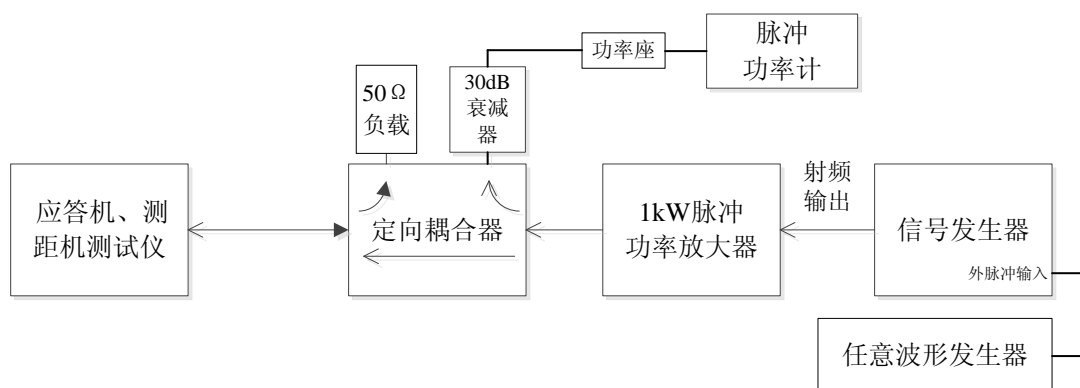 功率座
脉冲
功率计
50Ω
负载
30dB
衰减
器
应答机、测
距机测试仪
定向耦合器
1kW脉冲
功率放大器
射频
输出
信号发生器
外脉冲输入
任意波形发生器